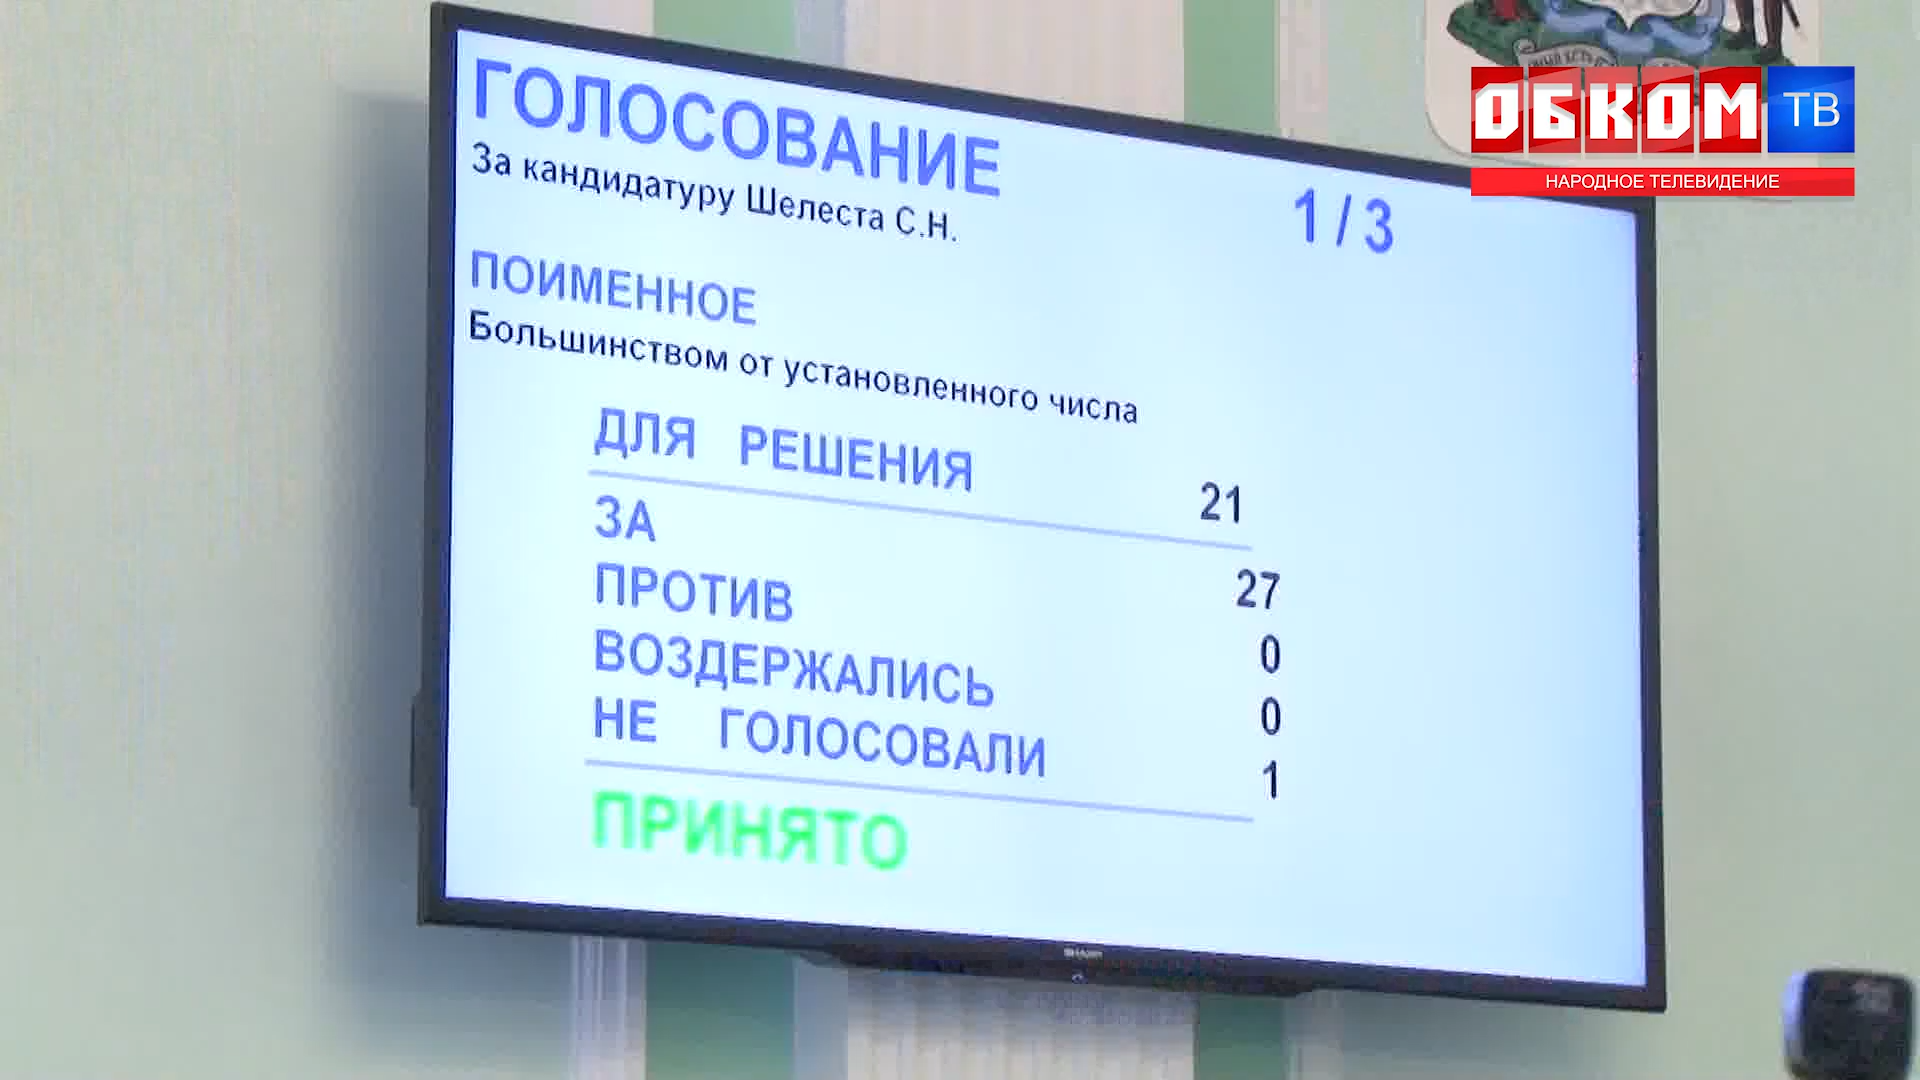 ОБКОМ ТВ
НАРОДНОЕ ТЕЛЕВИДЕНИЕ
ГОЛОСОВАНИЕ
За кандидатуру Шелеста С.Н.
1/3
ПОИМЕННОЕ
Большинством от установленного числа
ДЛЯ РЕШЕНИЯ 21
ЗА 27
ПРОТИВ 0
ВОЗДЕРЖАЛИСЬ 0
НЕ ГОЛОСОВАЛИ 1
ПРИНЯТО
SHARP